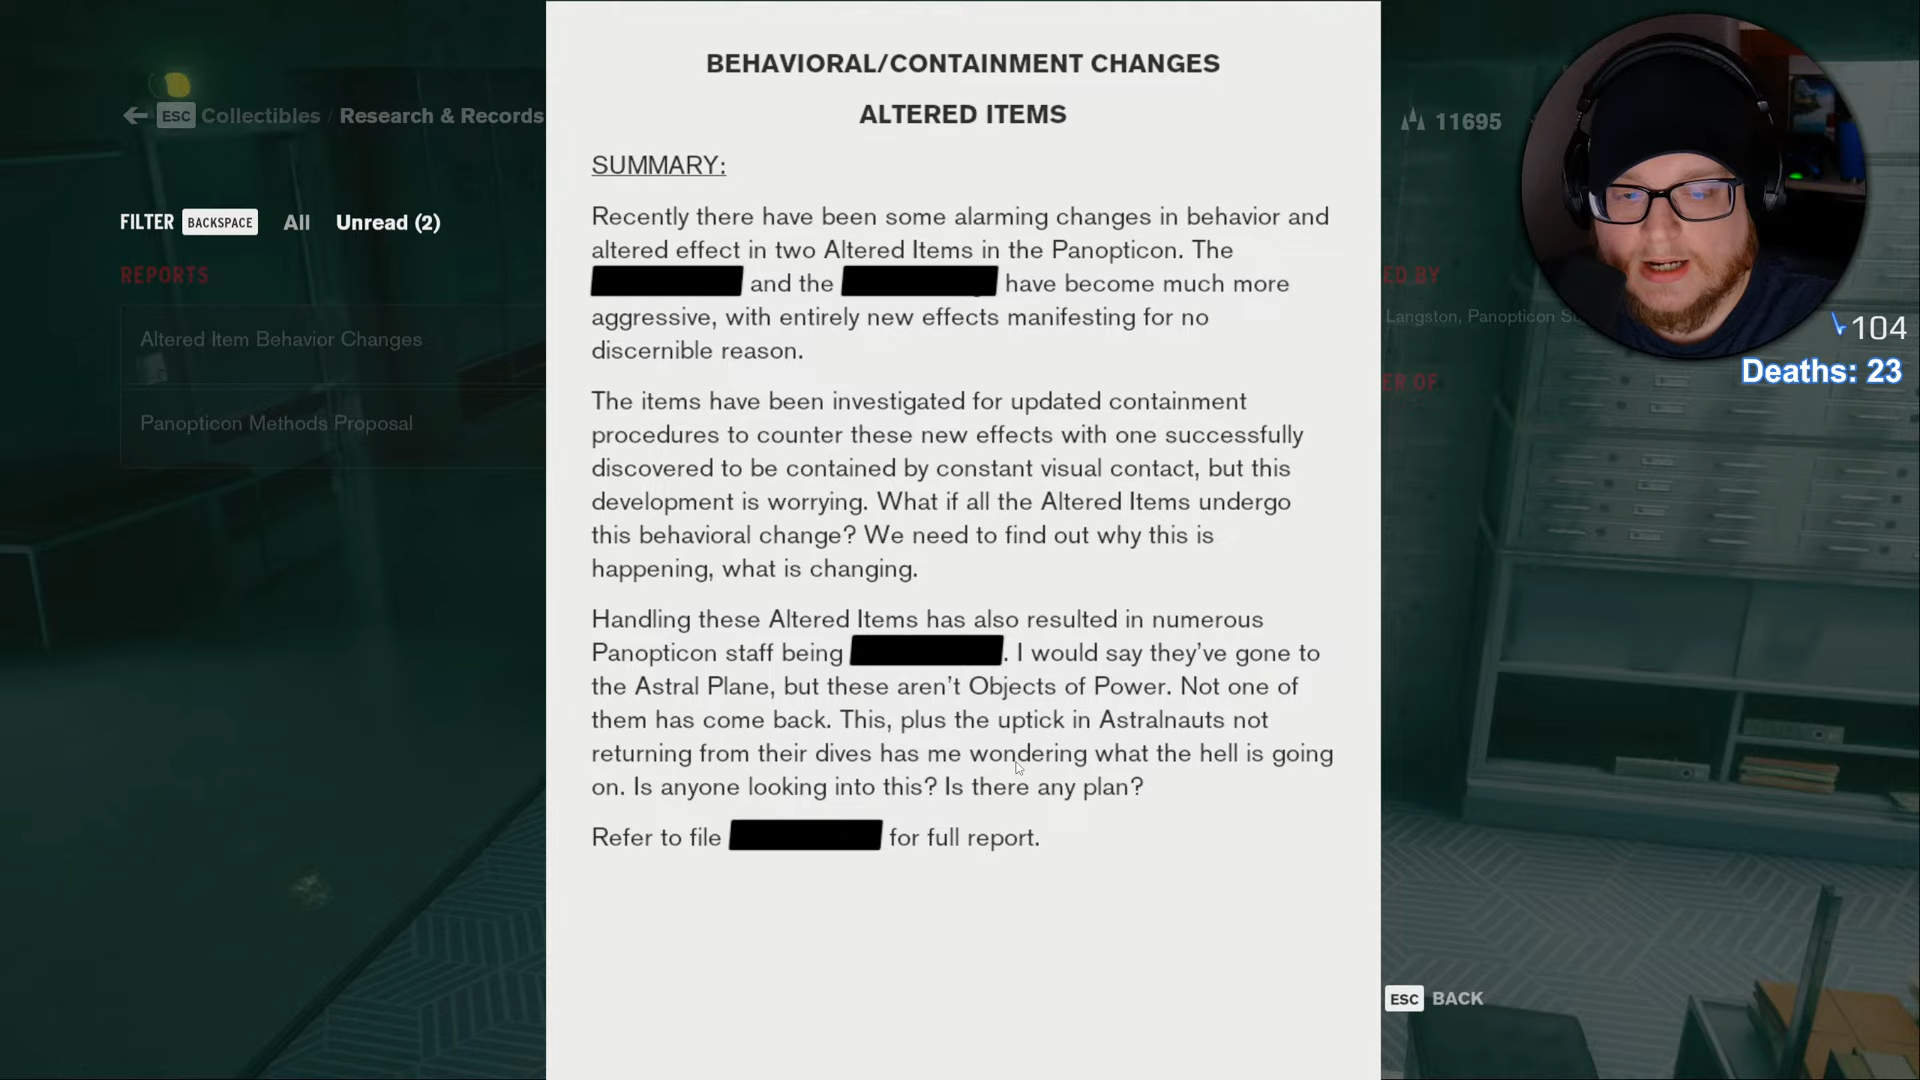 BEHAVIORAL/CONTAINMENT CHANGES
ALTERED ITEMS
← ESC Collectibles / Research & Records
11695
SUMMARY:
Recently there have been some alarming changes in behavior and
altered effect in two Altered Items in the Panopticon. The
and the have become much more
aggressive, with entirely new effects manifesting for no
discernible reason.
The items have been investigated for updated containment
procedures to counter these new effects with one successfully
discovered to be contained by constant visual contact, but this
development is worrying. What if all the Altered Items undergo
this behavioral change? We need to find out why this is
happening, what is changing.
Handling these Altered Items has also resulted in numerous
Panopticon staff being . I would say they've gone to
the Astral Plane, but these aren't Objects of Power. Not one of
them has come back. This, plus the uptick in Astralnauts not
returning from their dives has me wondering what the hell is going
on. Is anyone looking into this? Is there any plan?
Refer to file for full report.
FILTER BACKSPACE All Unread (2)
REPORTS
Altered Item Behavior Changes
Panopticon Methods Proposal
ED BY
Langston, Panopticon
ER OF
104
Deaths: 23
ESC BACK